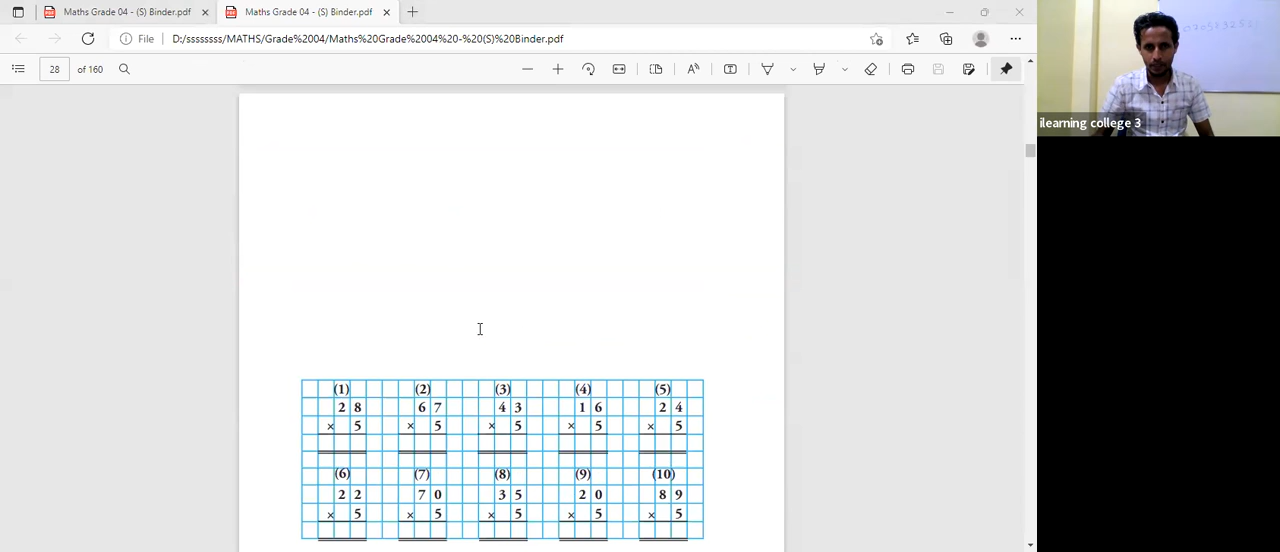 Maths Grade 04 - (S) Binder.pdf
Maths Grade 04 - (S) Binder.pdf
File D:/ssssssss/MATHS/Grade%2004/Maths%20Grade%2004%20-%20(S)%20Binder.pdf
28 of 160
ilearning college 3
(1) (2) (3) (4) (5)
2 8 6 7 4 3 1 6 2 4
× 5 × 5 × 5 × 5 × 5
(6) (7) (8) (9) (10)
2 2 7 0 3 5 2 0 8 9
× 5 × 5 × 5 × 5 × 5